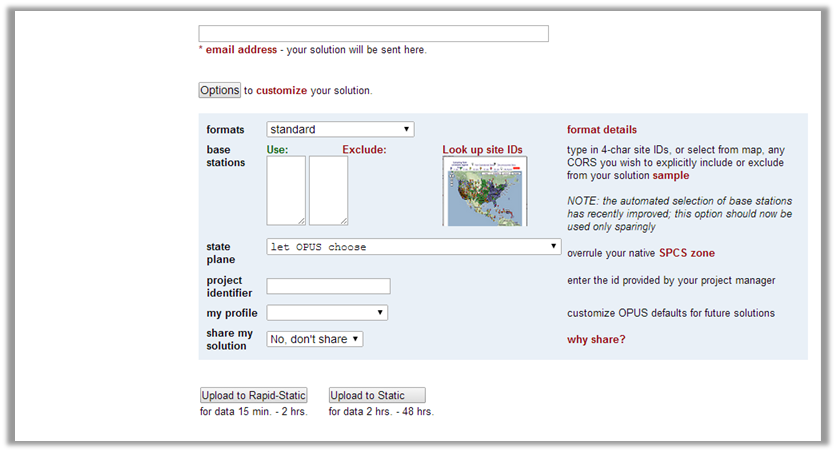 * email address - your solution will be sent here.
Options to customize your solution.
formats
standard
format details
base
stations
Use:
Exclude:
Look up site IDs
type in 4-char site IDs, or select from map, any
CORS you wish to explicitly include or exclude
from your solution sample
NOTE: the automated selection of base stations
has recently improved; this option should now be
used only sparingly
state
plane
let OPUS choose
overrule your native SPCS zone
project
identifier
enter the id provided by your project manager
my profile
customize OPUS defaults for future solutions
share my
solution
No, don't share
why share?
Upload to Rapid-Static
Upload to Static
for data 15 min. - 2 hrs.
for data 2 hrs. - 48 hrs.